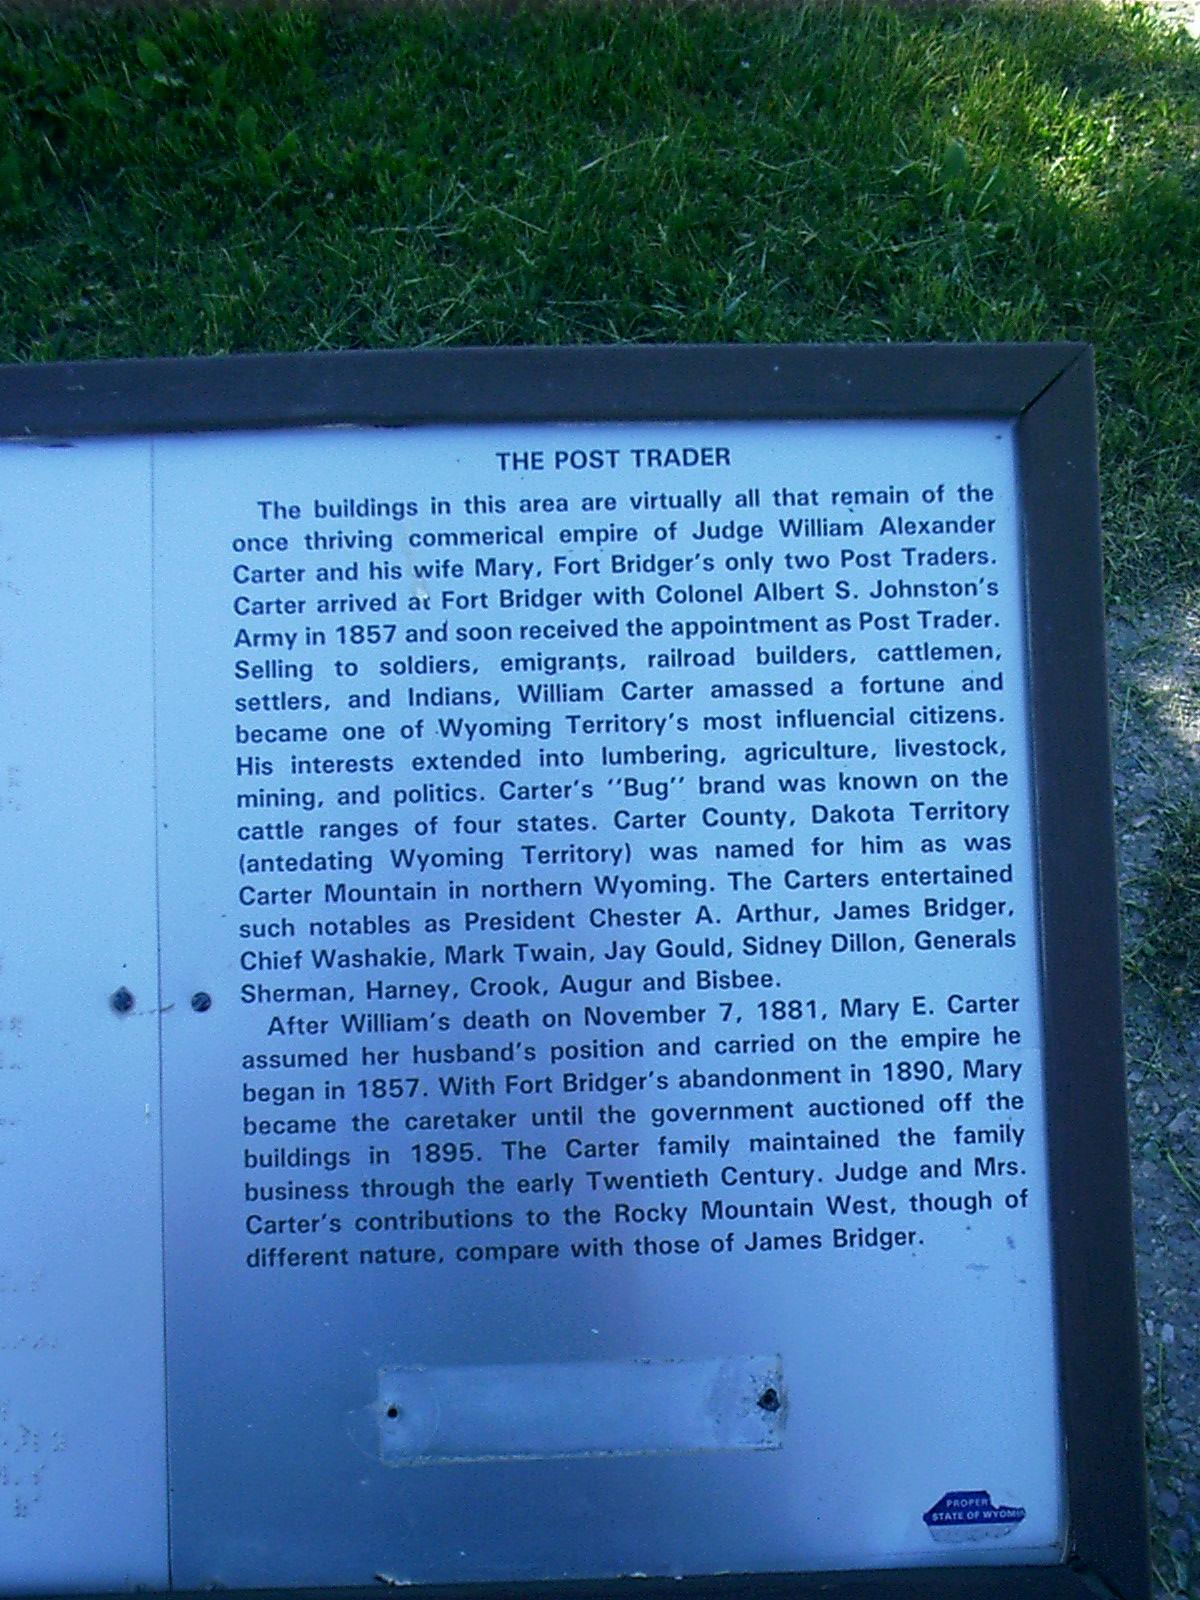 THE POST TRADER
The buildings in this area are virtually all that remain of the
once thriving commerical empire of Judge William Alexander
Carter and his wife Mary, Fort Bridger's only two Post Traders.
Carter arrived at Fort Bridger with Colonel Albert S. Johnston's
Army in 1857 and soon received the appointment as Post Trader.
Selling to soldiers, emigrants, railroad builders, cattlemen,
settlers, and Indians, William Carter amassed a fortune and
became one of Wyoming Territory's most influencial citizens.
His interests extended into lumbering, agriculture, livestock,
mining, and politics. Carter's "Bug" brand was known on the
cattle ranges of four states. Carter County, Dakota Territory
(antedating Wyoming Territory) was named for him as was
Carter Mountain in northern Wyoming. The Carters entertained
such notables as President Chester A. Arthur, James Bridger,
Chief Washakie, Mark Twain, Jay Gould, Sidney Dillon, Generals
Sherman, Harney, Crook, Augur and Bisbee.
After William's death on November 7, 1881, Mary E. Carter
assumed her husband's position and carried on the empire he
began in 1857. With Fort Bridger's abandonment in 1890, Mary
became the caretaker until the government auctioned off the
buildings in 1895. The Carter family maintained the family
business through the early Twentieth Century. Judge and Mrs.
Carter's contributions to the Rocky Mountain West, though of
different nature, compare with those of James Bridger.
PROPER
STATE OF WYOMI